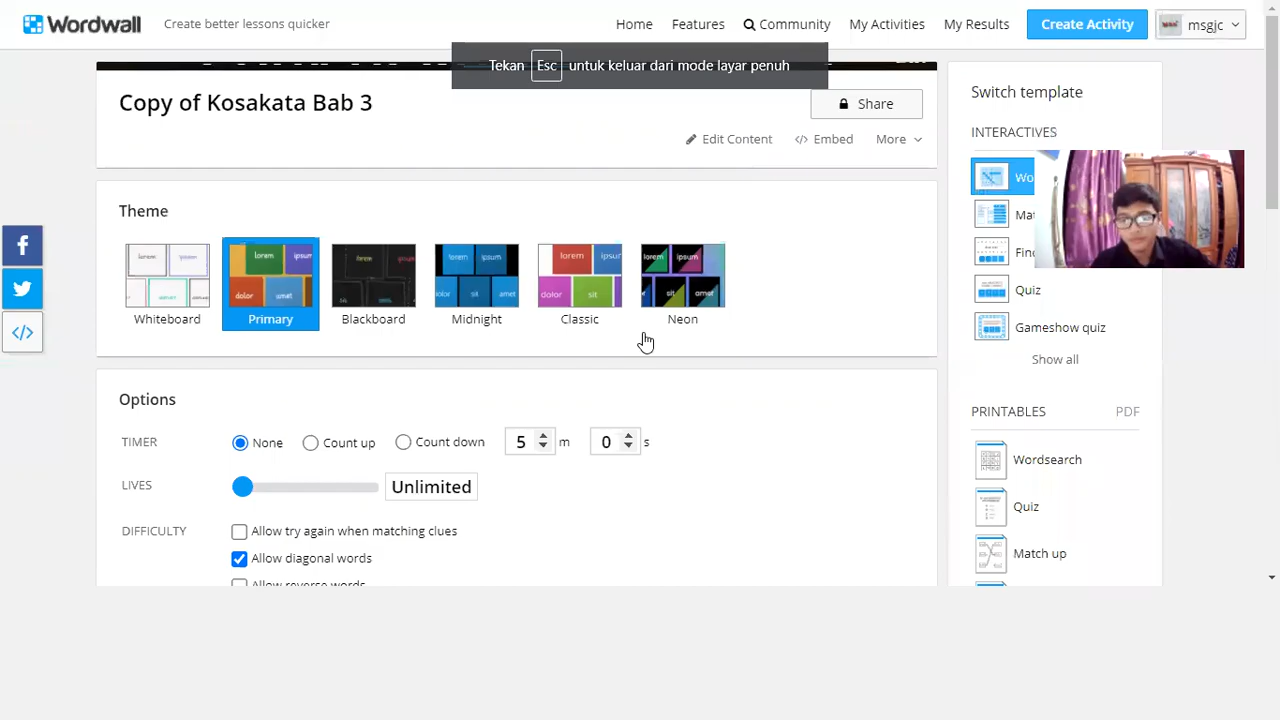 Wordwall Create better lessons quicker Home Features Community My Activities My Results Create Activity msgjc
Tekan Esc untuk keluar dari mode layar penuh
Copy of Kosakata Bab 3
Share
Edit Content </> Embed More
Theme
lorem ipsum dolor amet
Whiteboard Primary Blackboard Midnight Classic Neon
Options
TIMER None Count up Count down 5 m 0 s
LIVES Unlimited
DIFFICULTY Allow try again when matching clues
Allow diagonal words
Allow reverse words
Switch template
INTERACTIVES
Quiz
Gameshow quiz
Show all
PRINTABLES PDF
Wordsearch
Quiz
Match up